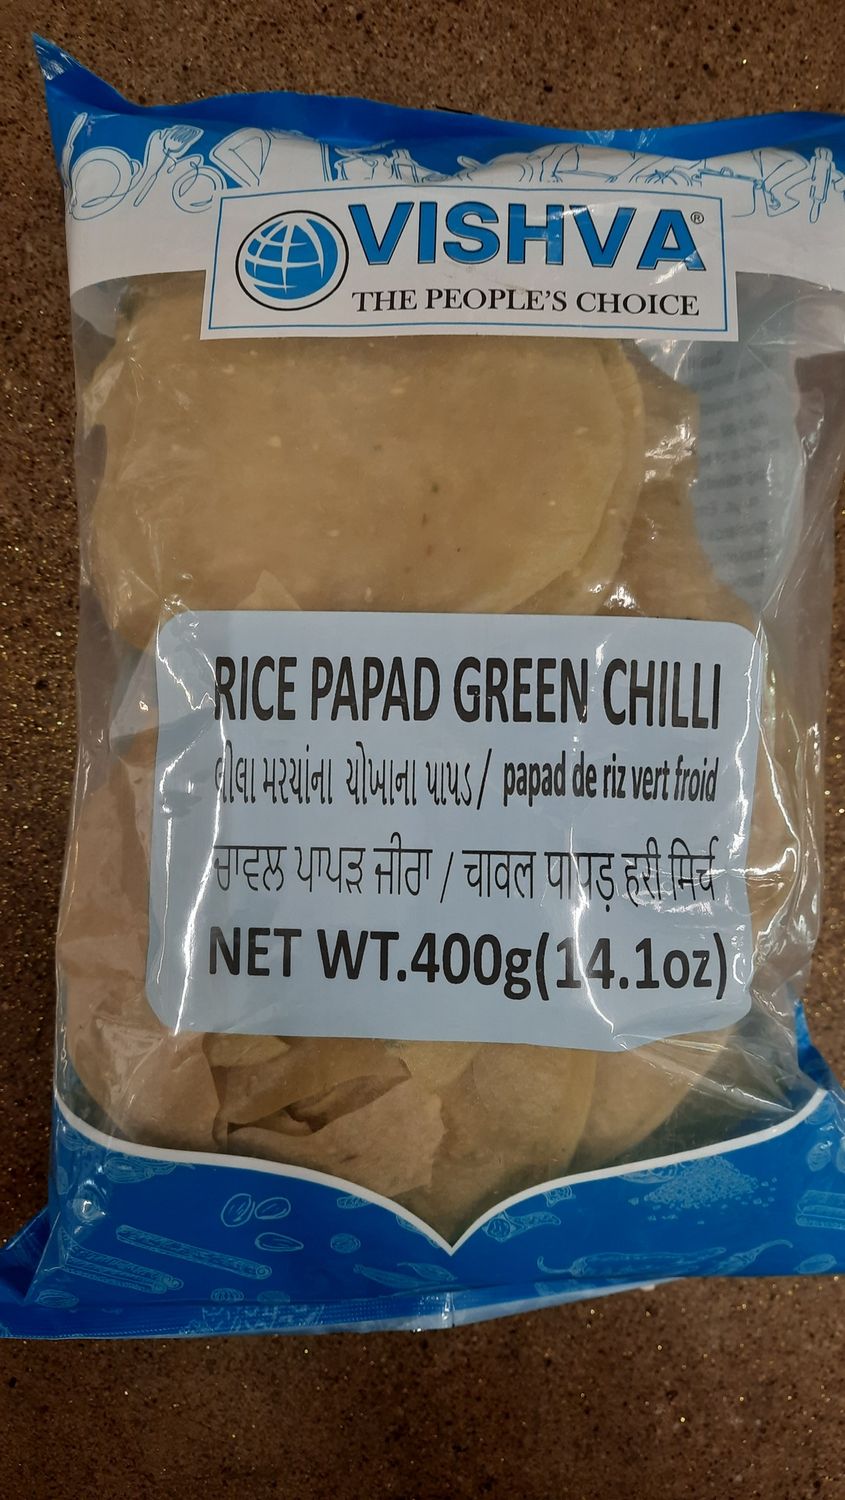 VISHVA®
THE PEOPLE'S CHOICE
RICE PAPAD GREEN CHILLI
લીલા મરચાંના ચોખાના પાપડ / papad de riz vert froid
ਚਾਵਲ ਪਾਪੜ ਜੀਰਾ / चावल पापड़ हरी मिर्च
NET WT.400g(14.1oz)